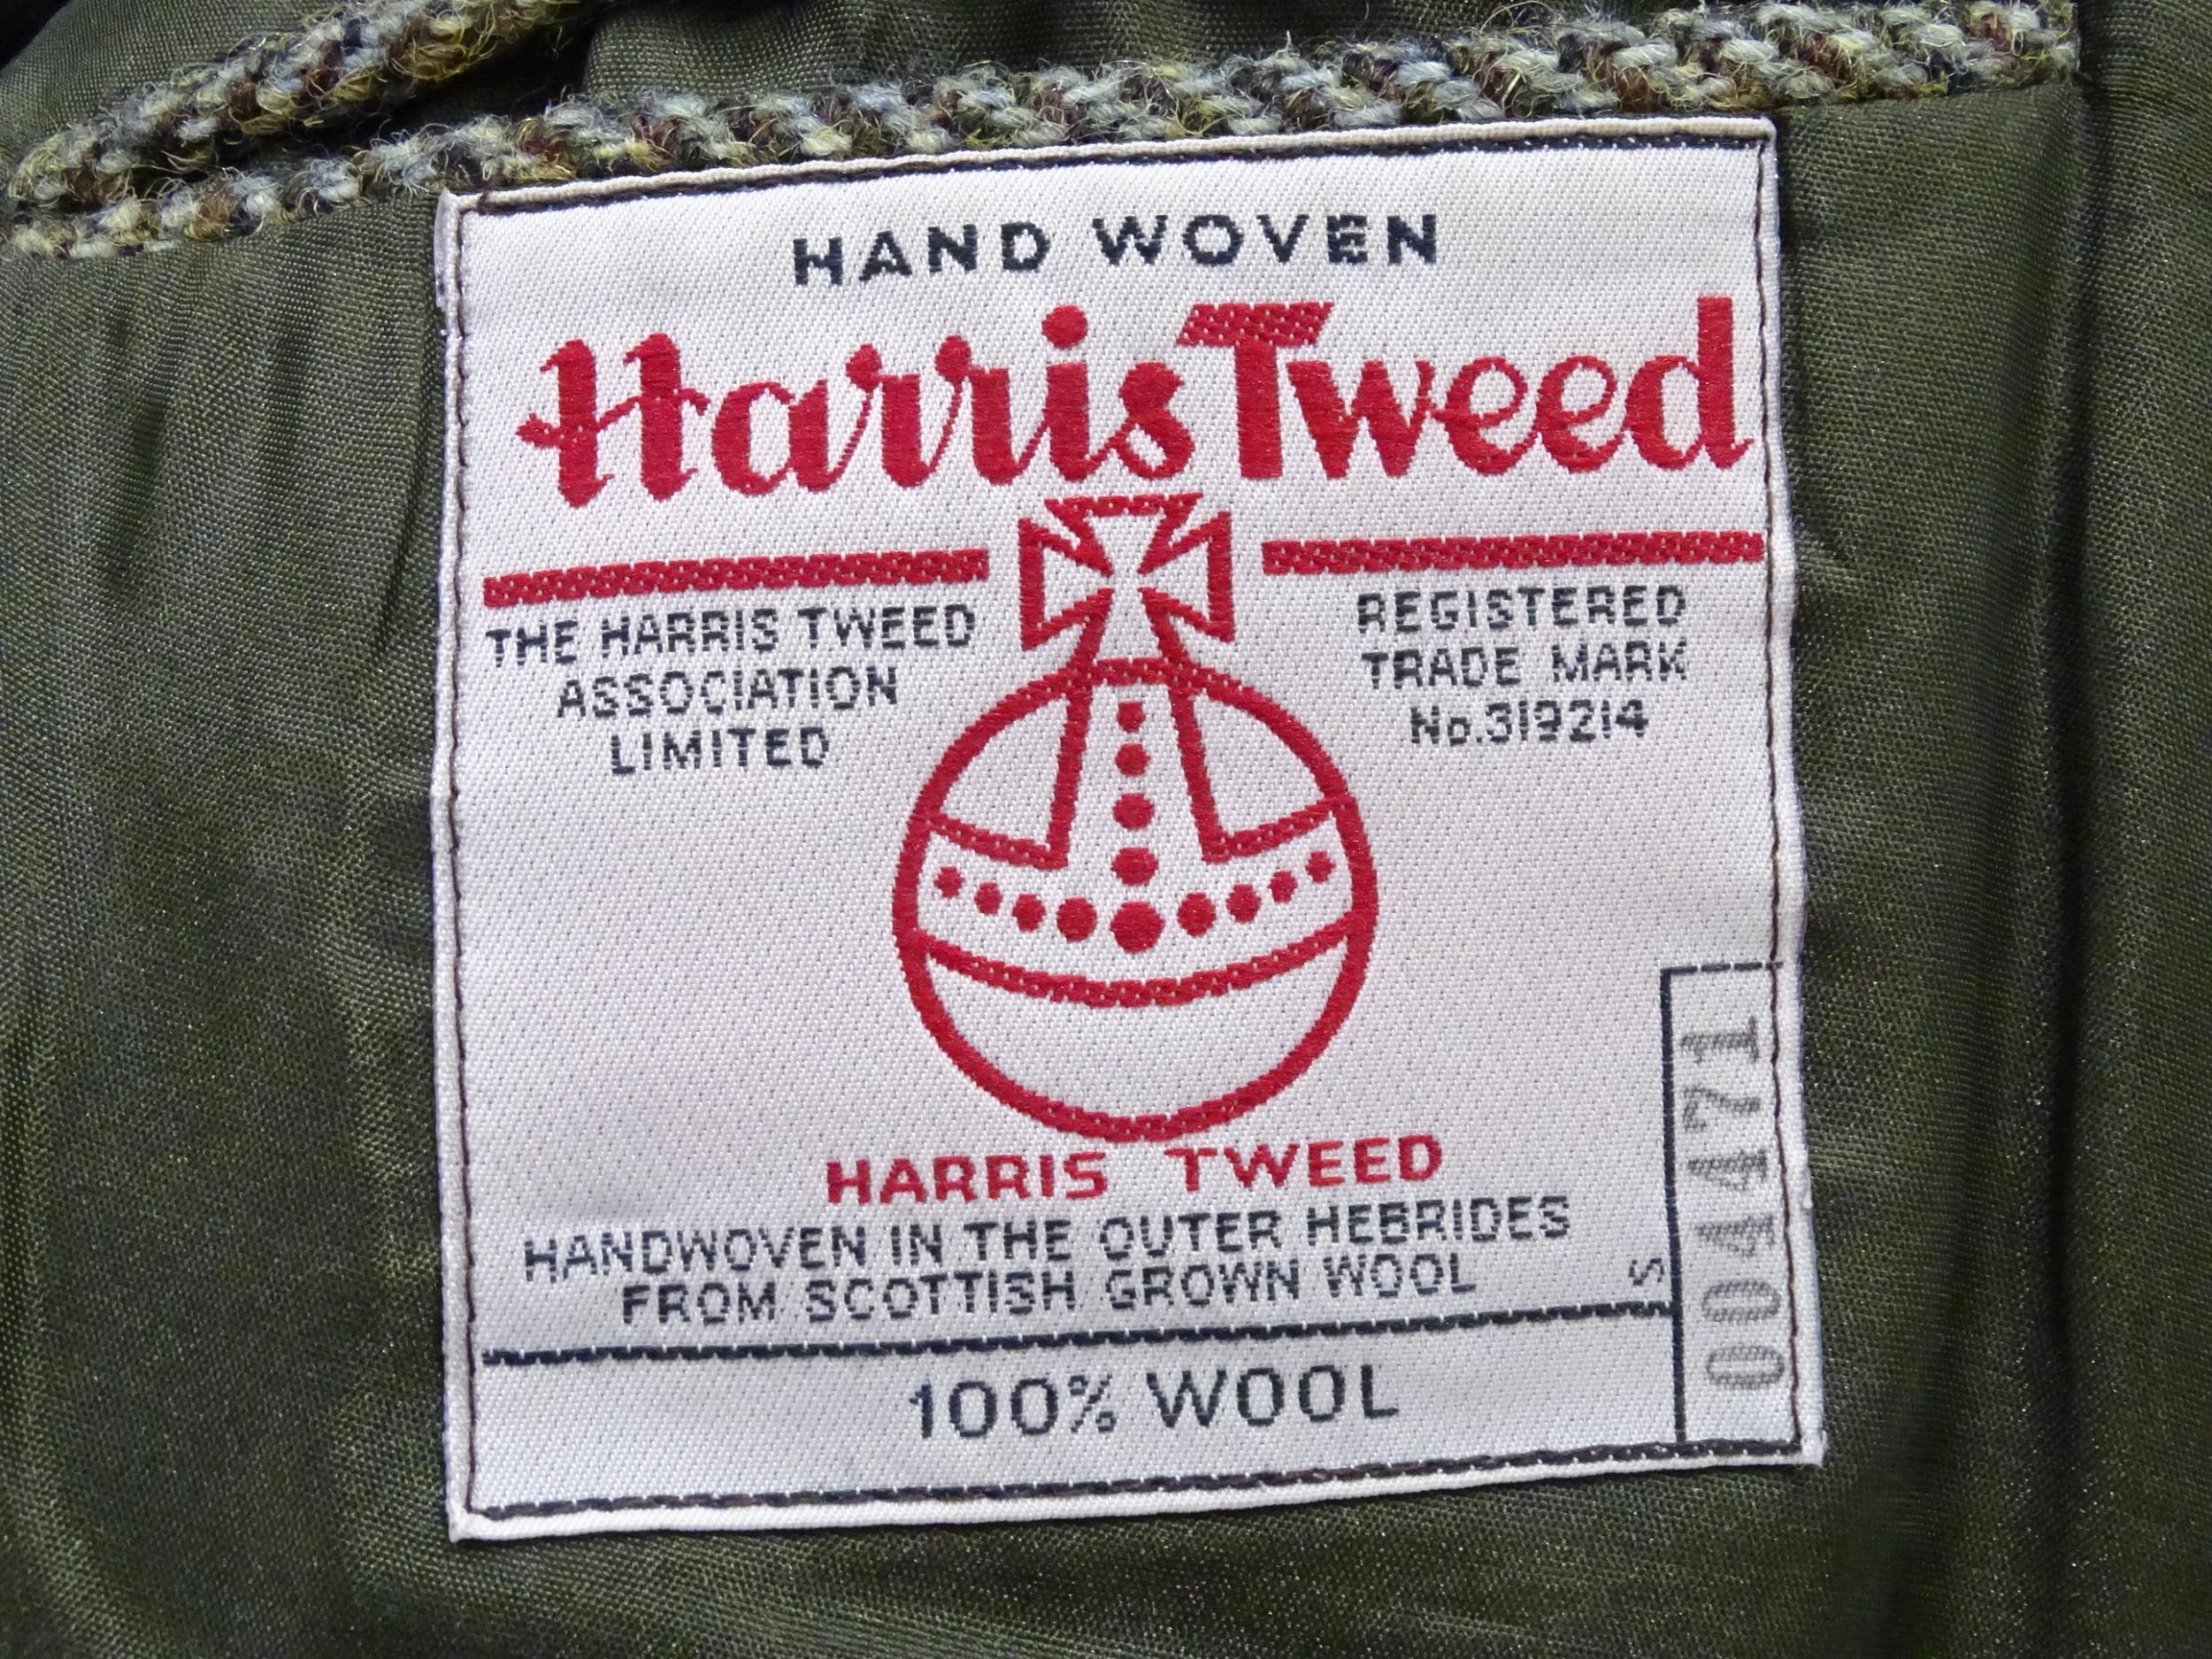 HAND WOVEN
Harris Tweed
THE HARRIS TWEED
ASSOCIATION
LIMITED
REGISTERED
TRADE MARK
No.319214
HARRIS TWEED
HANDWOVEN IN THE OUTER HEBRIDES
FROM SCOTTISH GROWN WOOL
S
100% WOOL